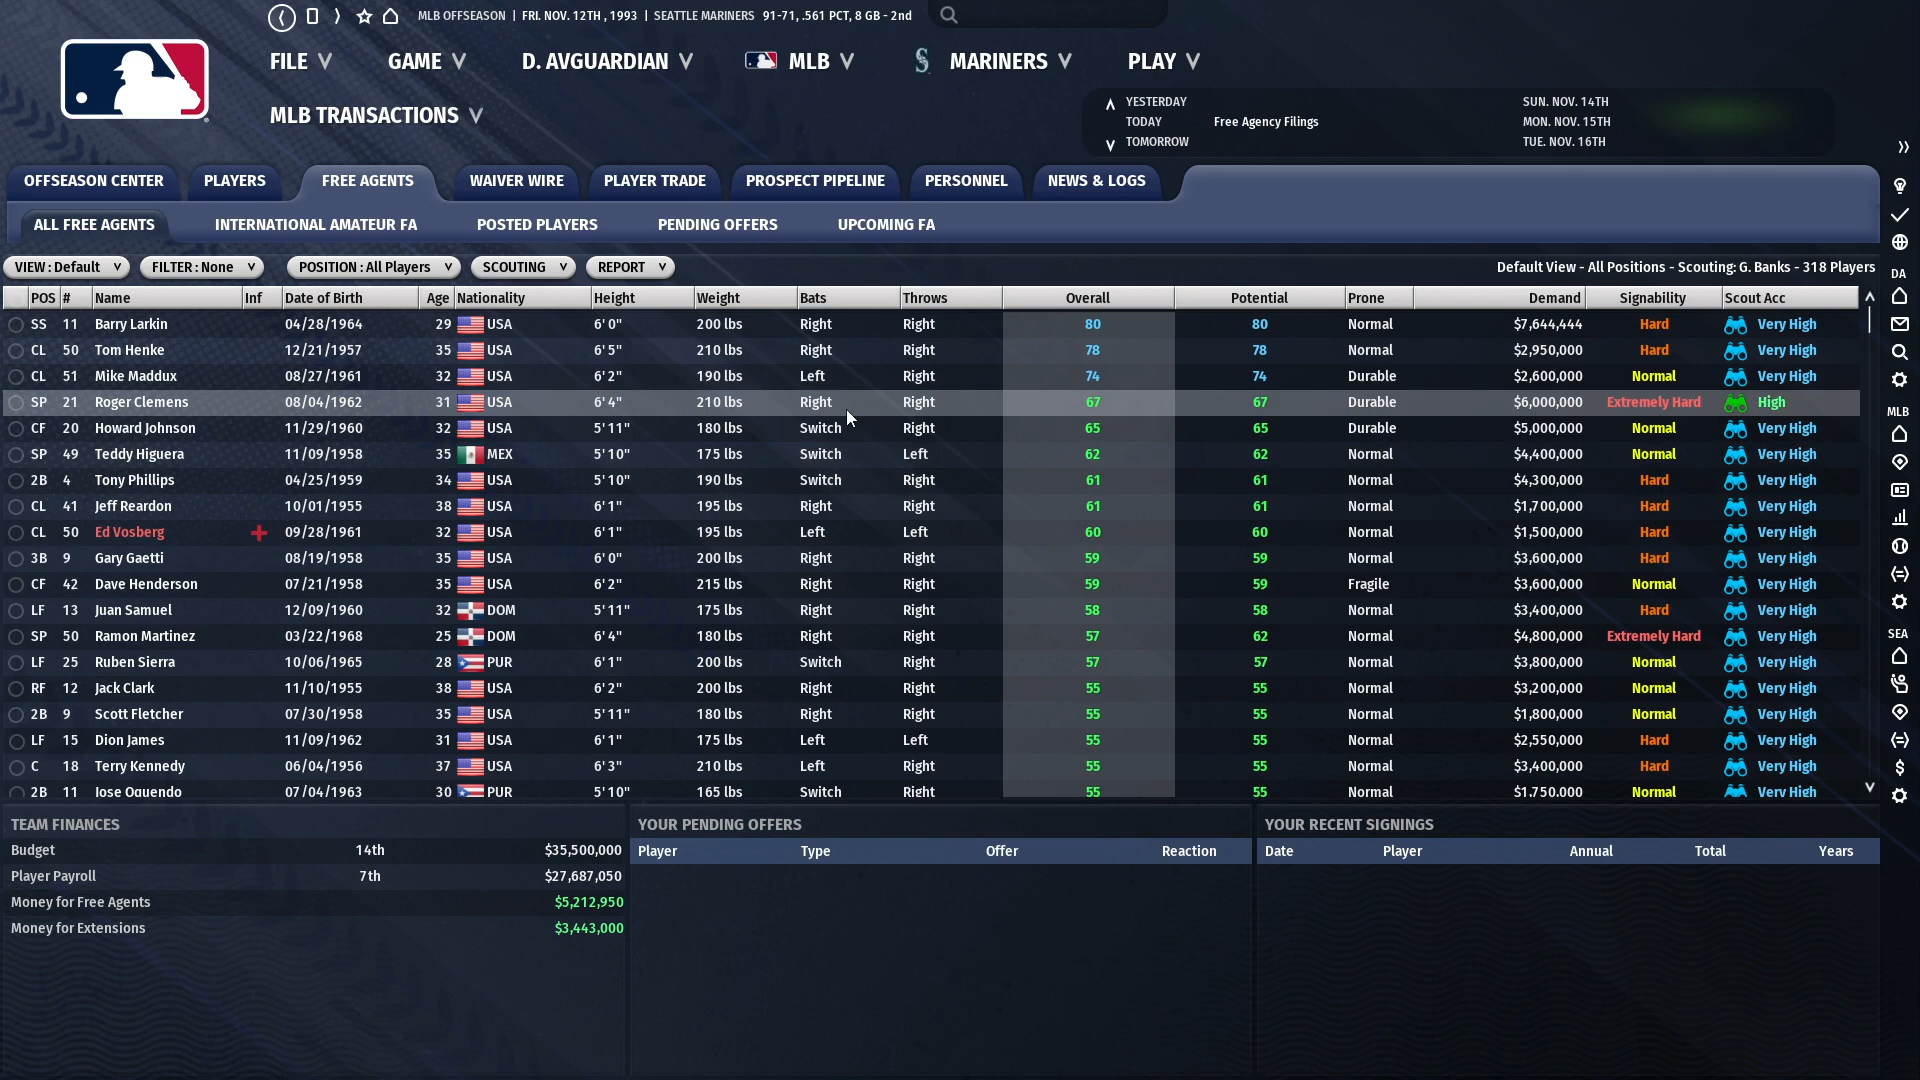 MLB OFFSEASON | FRI. NOV. 12TH , 1993 | SEATTLE MARINERS 91-71, .561 PCT, 8 GB - 2nd
FILE GAME D. AVGUARDIAN MLB MARINERS PLAY
MLB TRANSACTIONS
YESTERDAY SUN. NOV. 14TH
TODAY Free Agency Filings MON. NOV. 15TH
TOMORROW TUE. NOV. 16TH
OFFSEASON CENTER PLAYERS FREE AGENTS WAIVER WIRE PLAYER TRADE PROSPECT PIPELINE PERSONNEL NEWS & LOGS
ALL FREE AGENTS INTERNATIONAL AMATEUR FA POSTED PLAYERS PENDING OFFERS UPCOMING FA
VIEW : Default FILTER : None POSITION : All Players SCOUTING REPORT Default View - All Positions - Scouting: G. Banks - 318 Players
POS # Name Inf Date of Birth Age Nationality Height Weight Bats Throws Overall Potential Prone Demand Signability Scout Acc
SS 11 Barry Larkin 04/28/1964 29 USA 6' 0" 200 lbs Right Right 80 80 Normal $7,644,444 Hard Very High
CL 50 Tom Henke 12/21/1957 35 USA 6' 5" 210 lbs Right Right 78 78 Normal $2,950,000 Hard Very High
CL 51 Mike Maddux 08/27/1961 32 USA 6' 2" 190 lbs Left Right 74 74 Durable $2,600,000 Normal Very High
SP 21 Roger Clemens 08/04/1962 31 USA 6' 4" 210 lbs Right Right 67 67 Durable $6,000,000 Extremely Hard High
CF 20 Howard Johnson 11/29/1960 32 USA 5' 11" 180 lbs Switch Right 65 65 Durable $5,000,000 Normal Very High
SP 49 Teddy Higuera 11/09/1958 35 MEX 5' 10" 175 lbs Switch Left 62 62 Normal $4,400,000 Normal Very High
2B 4 Tony Phillips 04/25/1959 34 USA 5' 10" 190 lbs Switch Right 61 61 Normal $4,300,000 Hard Very High
CL 41 Jeff Reardon 10/01/1955 38 USA 6' 1" 195 lbs Right Right 61 61 Normal $1,700,000 Hard Very High
CL 50 Ed Vosberg 09/28/1961 32 USA 6' 1" 195 lbs Left Left 60 60 Normal $1,500,000 Hard Very High
3B 9 Gary Gaetti 08/19/1958 35 USA 6' 0" 200 lbs Right Right 59 59 Normal $3,600,000 Hard Very High
CF 42 Dave Henderson 07/21/1958 35 USA 6' 2" 215 lbs Right Right 59 59 Fragile $3,600,000 Normal Very High
LF 13 Juan Samuel 12/09/1960 32 DOM 5' 11" 175 lbs Right Right 58 58 Normal $3,400,000 Hard Very High
SP 50 Ramon Martinez 03/22/1968 25 DOM 6' 4" 180 lbs Right Right 57 62 Normal $4,800,000 Extremely Hard Very High
LF 25 Ruben Sierra 10/06/1965 28 PUR 6' 1" 200 lbs Switch Right 57 57 Normal $3,800,000 Normal Very High
RF 12 Jack Clark 11/10/1955 38 USA 6' 2" 200 lbs Right Right 55 55 Normal $3,200,000 Normal Very High
2B 9 Scott Fletcher 07/30/1958 35 USA 5' 11" 180 lbs Right Right 55 55 Normal $1,800,000 Normal Very High
LF 15 Dion James 11/09/1962 31 USA 6' 1" 175 lbs Left Left 55 55 Normal $2,550,000 Hard Very High
C 18 Terry Kennedy 06/04/1956 37 USA 6' 3" 210 lbs Left Right 55 55 Normal $3,400,000 Hard Very High
2B 11 Jose Oquendo 07/04/1963 30 PUR 5' 10" 165 lbs Switch Right 55 55 Normal $1,750,000 Normal Very High
DA
MLB
SEA
TEAM FINANCES
Budget 14th $35,500,000
Player Payroll 7th $27,687,050
Money for Free Agents $5,212,950
Money for Extensions $3,443,000
YOUR PENDING OFFERS
Player Type Offer Reaction
YOUR RECENT SIGNINGS
Date Player Annual Total Years